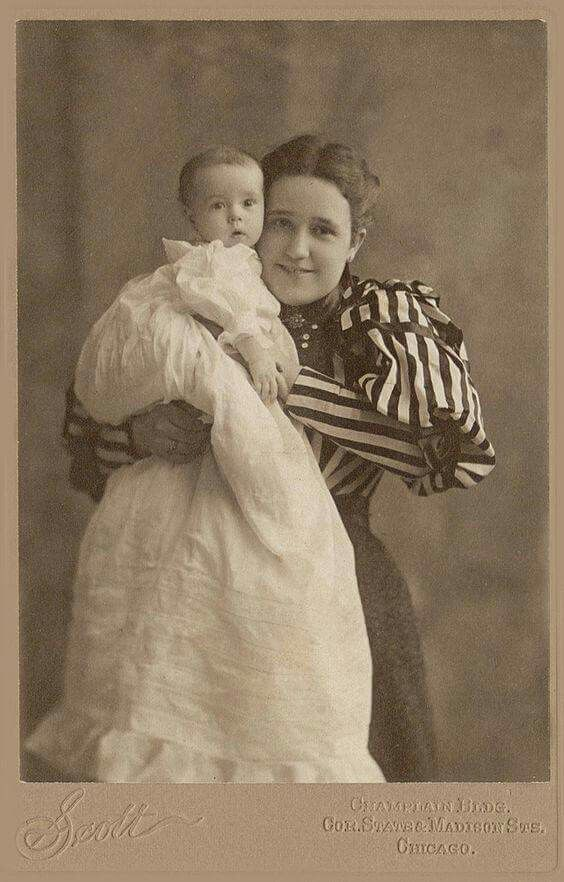 Scott
CHAMPLAIN BLDG.
COR. STATE & MADISON STS.
CHICAGO.